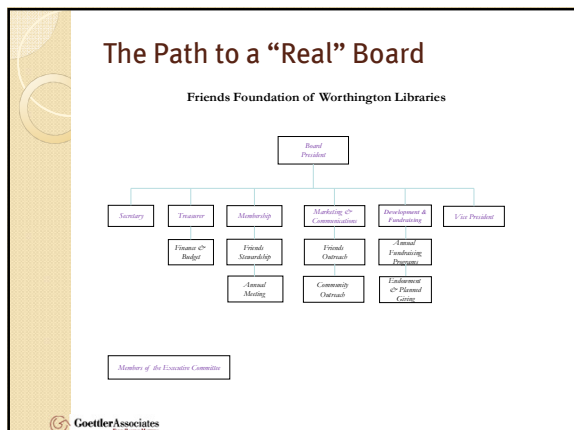 The Path to a “Real” Board
Friends Foundation of Worthington Libraries
Board
President
Secretary
Treasurer
Membership
Marketing &
Communications
Development &
Fundraising
Vice President
Finance &
Budget
Friends
Stewardship
Friends
Outreach
Annual
Fundraising
Programs
Annual
Meeting
Community
Outreach
Endowment
& Planned
Giving
Members of the Executive Committee
GoettlerAssociates